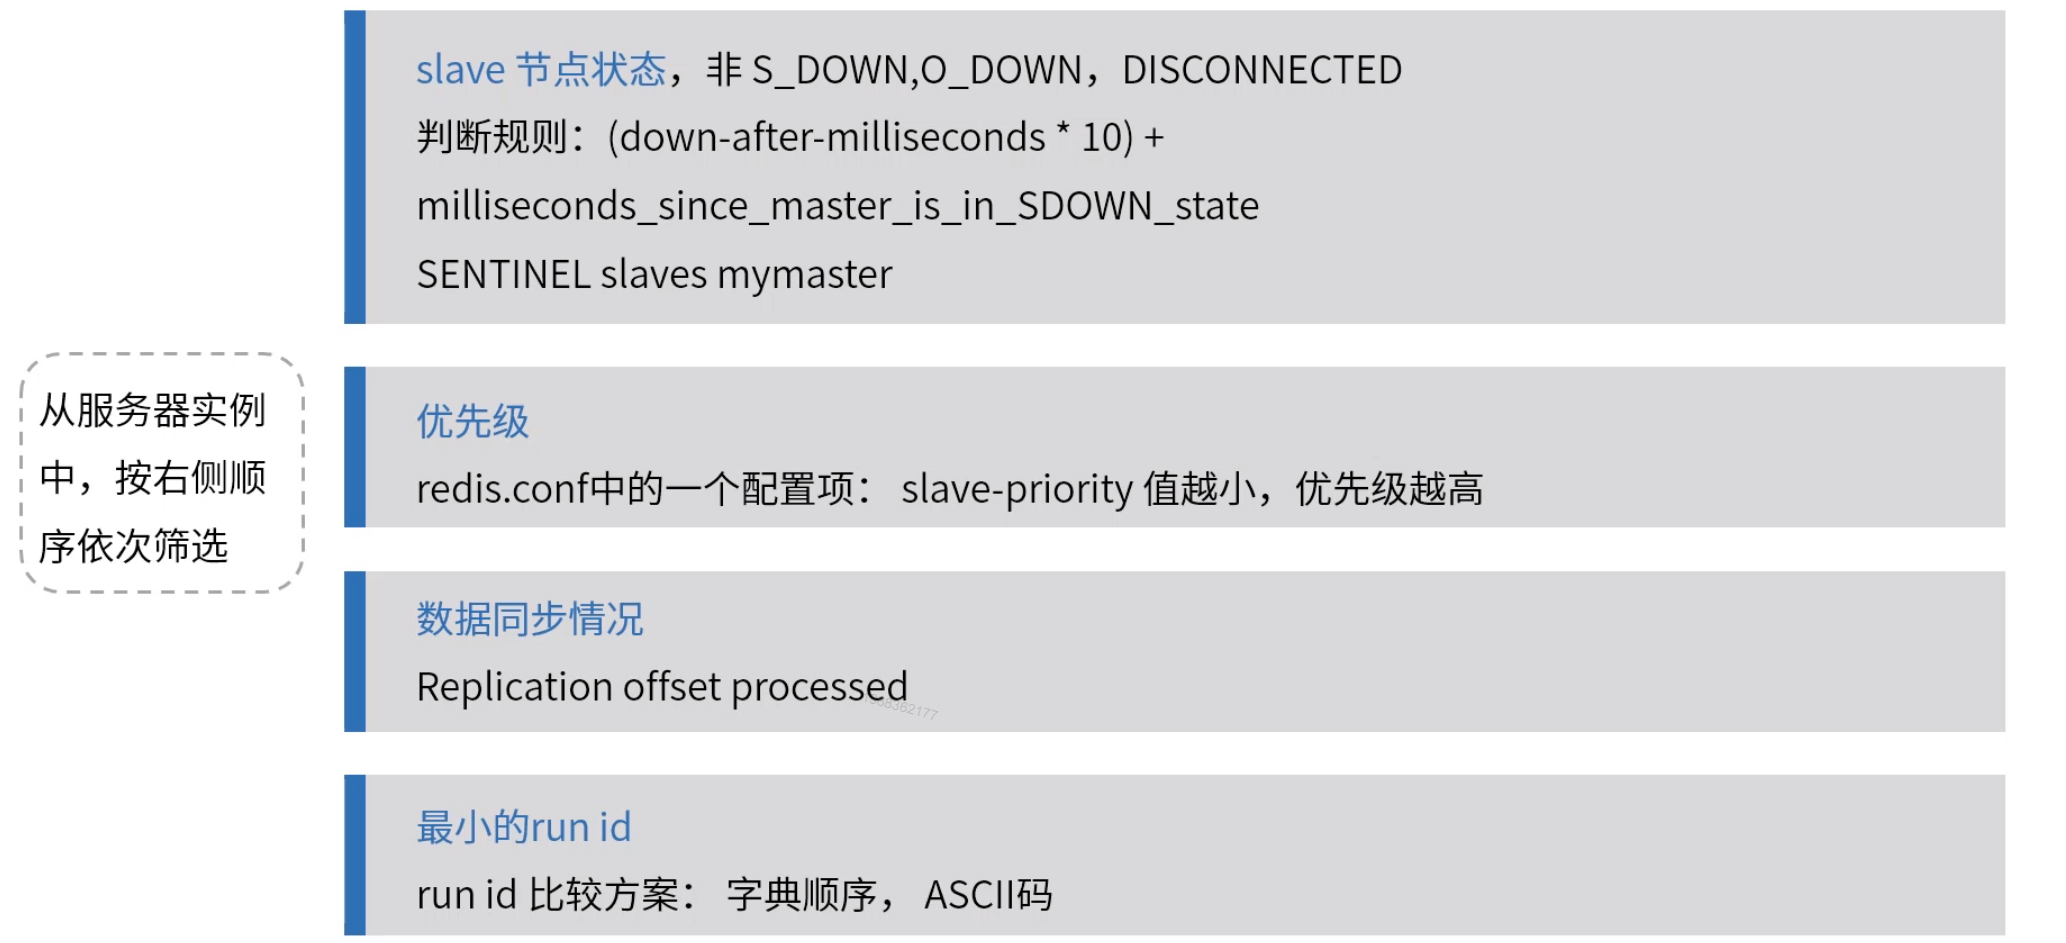 从服务器实例
中，按右侧顺
序依次筛选
slave 节点状态，非 S_DOWN,O_DOWN，DISCONNECTED
判断规则：(down-after-milliseconds * 10) +
milliseconds_since_master_is_in_SDOWN_state
SENTINEL slaves mymaster
优先级
redis.conf中的一个配置项： slave-priority 值越小，优先级越高
数据同步情况
Replication offset processed
最小的run id
run id 比较方案： 字典顺序， ASCII码